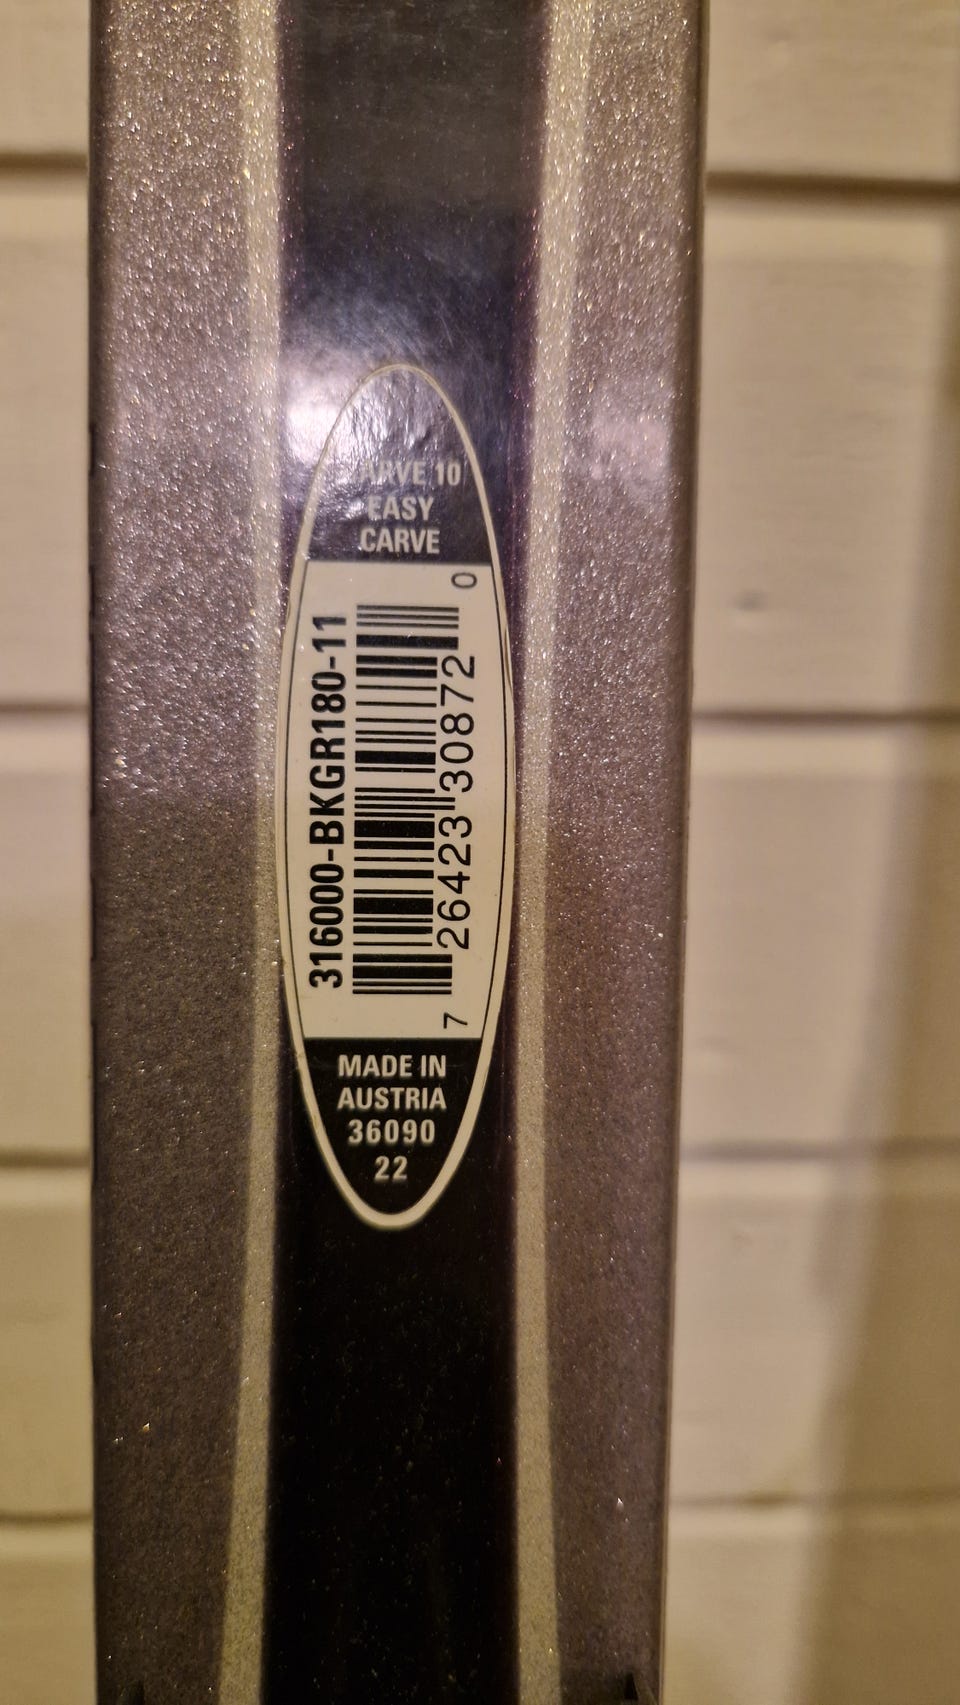 ARVE 10
EASY
CARVE
316000-BKGR180-11
7 26423 30872 0
MADE IN
AUSTRIA
36090
22